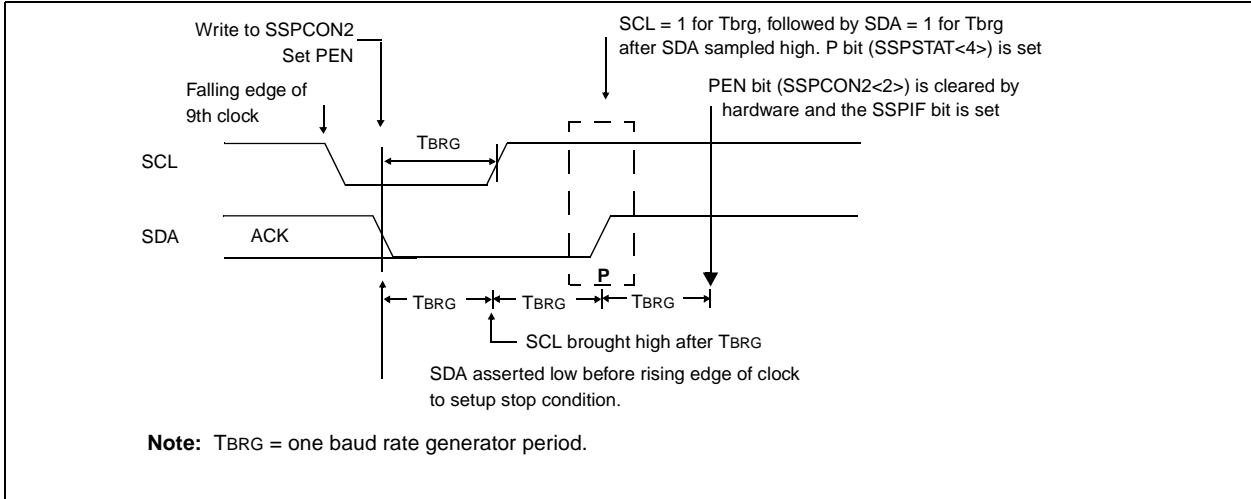 Write to SSPCON2
Set PEN
SCL = 1 for Tbrg, followed by SDA = 1 for Tbrg
after SDA sampled high. P bit (SSPSTAT<4>) is set
Falling edge of
9th clock
PEN bit (SSPCON2<2>) is cleared by
hardware and the SSPIF bit is set
TBRG
SCL
SDA
ACK
P
TBRG
TBRG
TBRG
SCL brought high after TBRG
SDA asserted low before rising edge of clock
to setup stop condition.
Note: TBRG = one baud rate generator period.